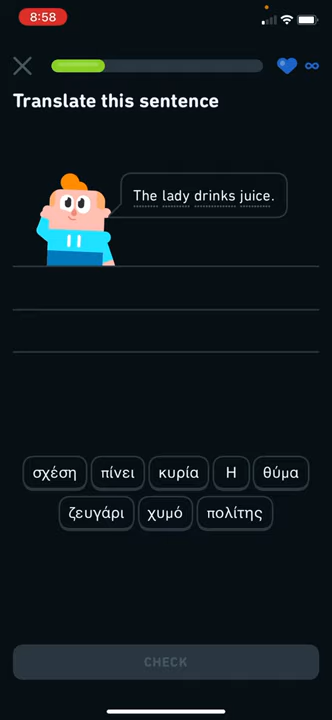 8:58
Translate this sentence
The lady drinks juice.
σχέση πίνει κυρία Η θύμα
ζευγάρι χυμό πολίτης
CHECK